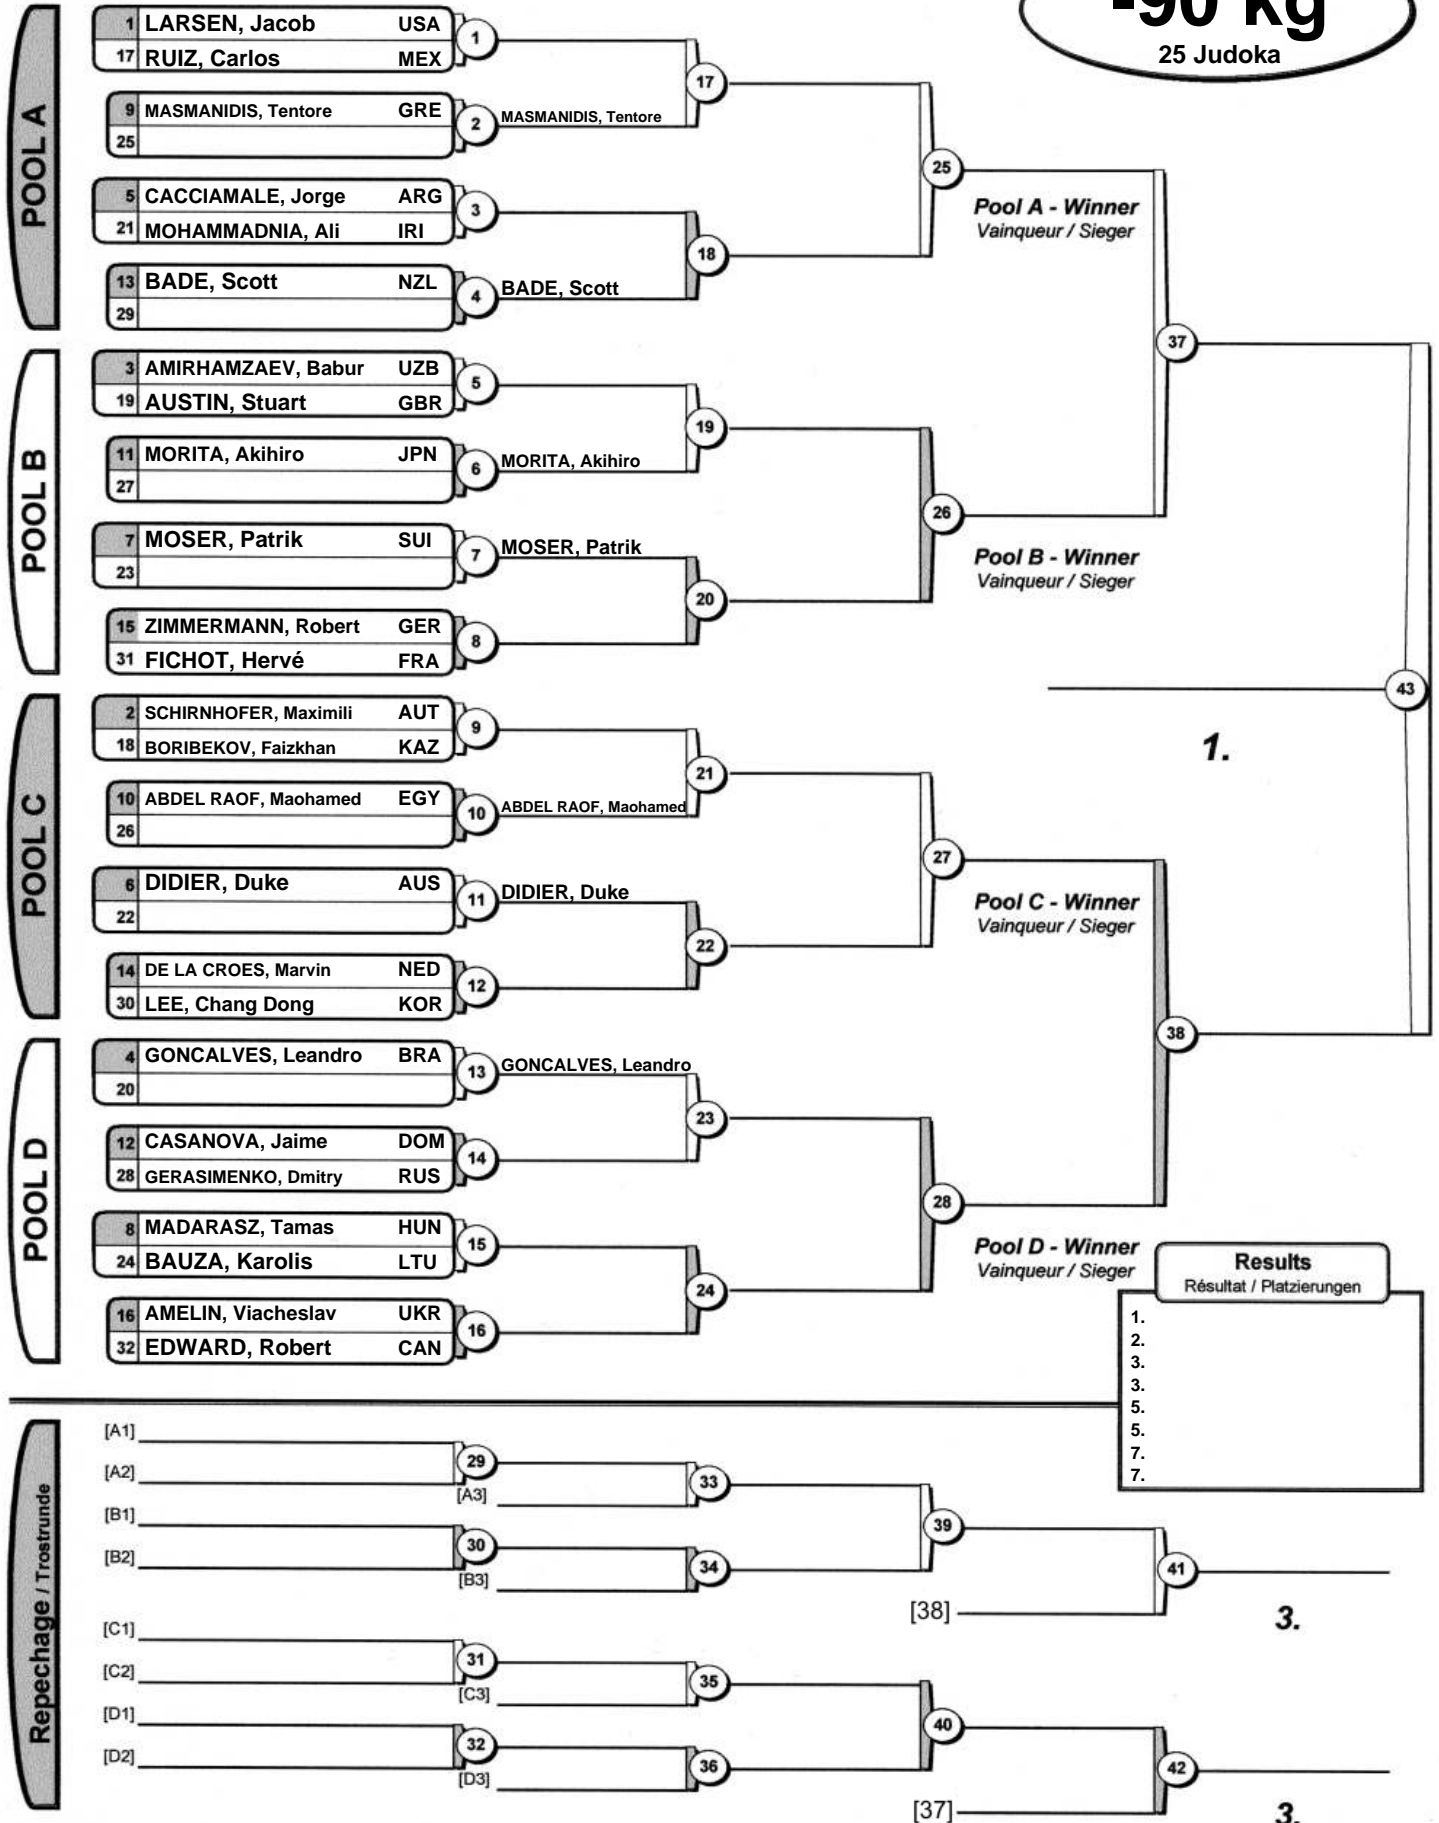 -90 kg
25 Judoka
POOL A
1 LARSEN, Jacob USA
17 RUIZ, Carlos MEX
1
9 MASMANIDIS, Tentore GRE
25
2
MASMANIDIS, Tentore
17
5 CACCIAMALE, Jorge ARG
21 MOHAMMADNIA, Ali IRI
3
13 BADE, Scott NZL
29
4
BADE, Scott
18
25
Pool A - Winner
Vainqueur / Sieger
POOL B
3 AMIRHAMZAEV, Babur UZB
19 AUSTIN, Stuart GBR
5
11 MORITA, Akihiro JPN
27
6
MORITA, Akihiro
19
7 MOSER, Patrik SUI
23
7
MOSER, Patrik
15 ZIMMERMANN, Robert GER
31 FICHOT, Hervé FRA
8
20
26
Pool B - Winner
Vainqueur / Sieger
37
POOL C
2 SCHIRNHOFER, Maximili AUT
18 BORIBEKOV, Faizkhan KAZ
9
10 ABDEL RAOF, Maohamed EGY
26
10
ABDEL RAOF, Maohamed
21
6 DIDIER, Duke AUS
22
11
DIDIER, Duke
14 DE LA CROES, Marvin NED
30 LEE, Chang Dong KOR
12
22
27
Pool C - Winner
Vainqueur / Sieger
43
1.
POOL D
4 GONCALVES, Leandro BRA
20
13
GONCALVES, Leandro
12 CASANOVA, Jaime DOM
28 GERASIMENKO, Dmitry RUS
14
23
8 MADARASZ, Tamas HUN
24 BAUZA, Karolis LTU
15
16 AMELIN, Viacheslav UKR
32 EDWARD, Robert CAN
16
24
28
Pool D - Winner
Vainqueur / Sieger
38
Results
Résultat / Platzierungen
1.
2.
3.
3.
5.
5.
7.
7.
Repechage / Trostrunde
[A1]
[A2]
29
[A3]
33
[B1]
[B2]
30
[B3]
34
39
[38]
41
3.
[C1]
[C2]
31
[C3]
35
[D1]
[D2]
32
[D3]
36
40
[37]
42
3.